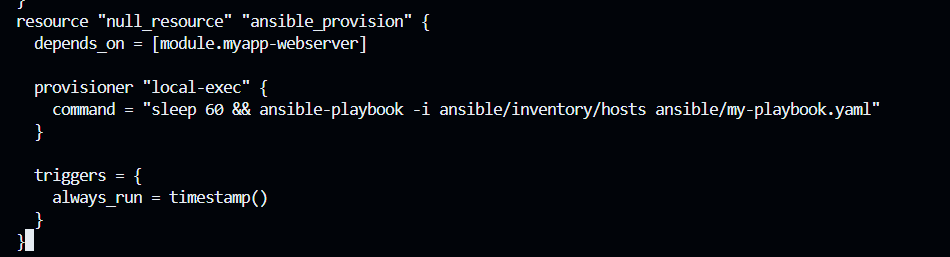 }
resource "null_resource" "ansible_provision" {
  depends_on = [module.myapp-webserver]

  provisioner "local-exec" {
    command = "sleep 60 && ansible-playbook -i ansible/inventory/hosts ansible/my-playbook.yaml"
  }

  triggers = {
    always_run = timestamp()
  }
}